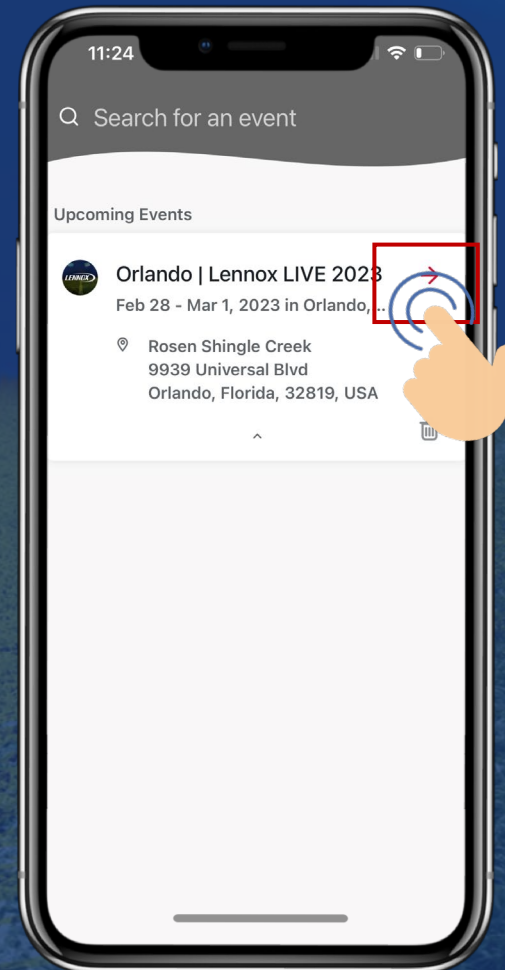 11:24
Search for an event
Upcoming Events
LENNOX
Orlando | Lennox LIVE 2023
Feb 28 - Mar 1, 2023 in Orlando, ..
Rosen Shingle Creek
9939 Universal Blvd
Orlando, Florida, 32819, USA